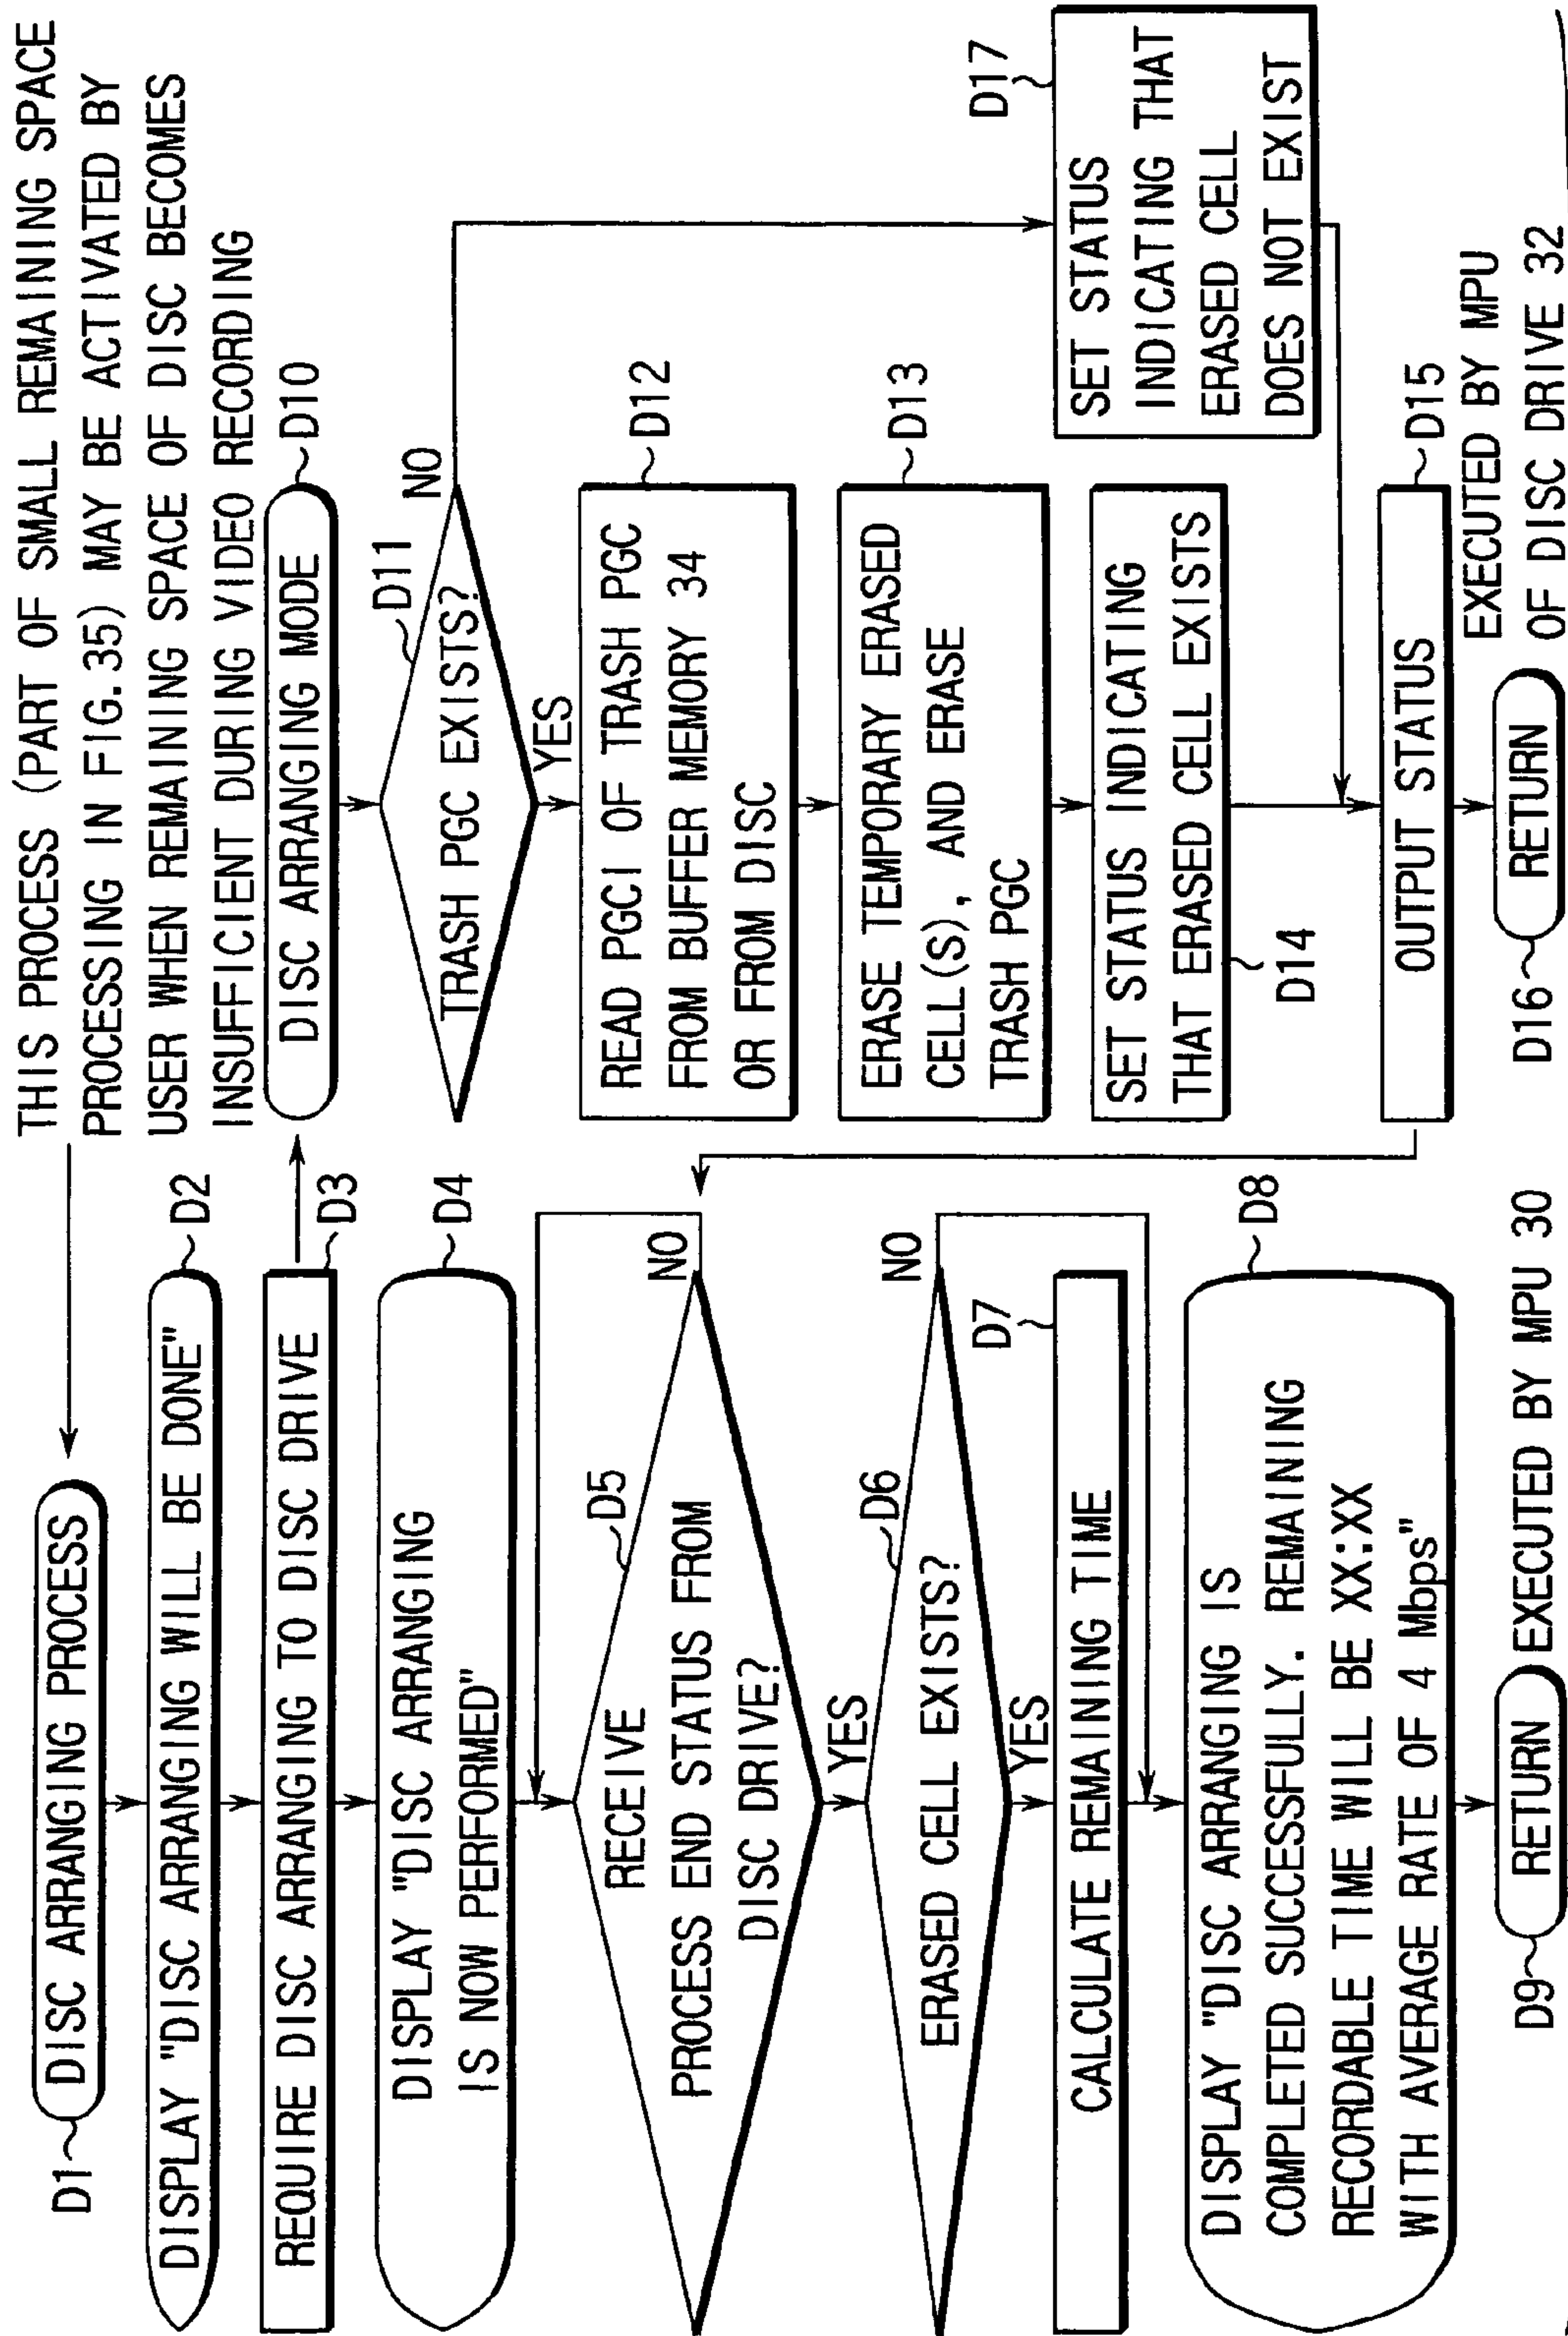 THIS PROCESS (PART OF SMALL REMAINING SPACE
PROCESSING IN FIG.35) MAY BE ACTIVATED BY
USER WHEN REMAINING SPACE OF DISC BECOMES
INSUFFICIENT DURING VIDEO RECORDING
D1
DISC ARRANGING PROCESS
D2
DISPLAY "DISC ARRANGING WILL BE DONE"
D3
REQUIRE DISC ARRANGING TO DISC DRIVE
D4
DISPLAY "DISC ARRANGING
IS NOW PERFORMED"
D5
RECEIVE
PROCESS END STATUS FROM
DISC DRIVE?
NO
YES
D6
ERASED CELL EXISTS?
NO
YES
D7
CALCULATE REMAINING TIME
D8
DISPLAY "DISC ARRANGING IS
COMPLETED SUCCESSFULLY. REMAINING
RECORDABLE TIME WILL BE XX:XX
WITH AVERAGE RATE OF 4 Mbps"
D9
RETURN
EXECUTED BY MPU 30
D10
DISC ARRANGING MODE
D11
TRASH PGC EXISTS?
NO
YES
D12
READ PGCI OF TRASH PGC
FROM BUFFER MEMORY 34
OR FROM DISC
D13
ERASE TEMPORARY ERASED
CELL(S), AND ERASE
TRASH PGC
SET STATUS INDICATING
THAT ERASED CELL EXISTS
D14
D17
SET STATUS
INDICATING THAT
ERASED CELL
DOES NOT EXIST
D15
OUTPUT STATUS
D16
RETURN
EXECUTED BY MPU
OF DISC DRIVE 32